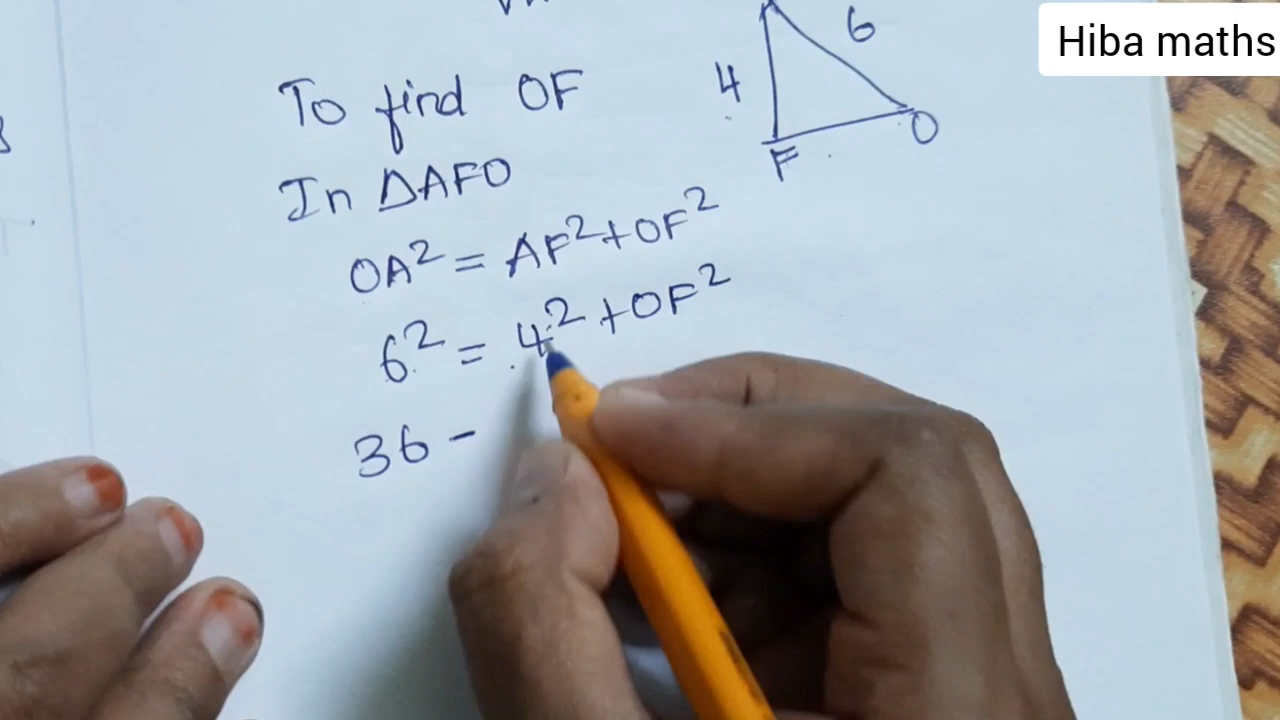 Hiba maths
6
4
O
F
To find OF
In ΔAFO
OA² = AF² + OF²
6² = 4² + OF²
36 -